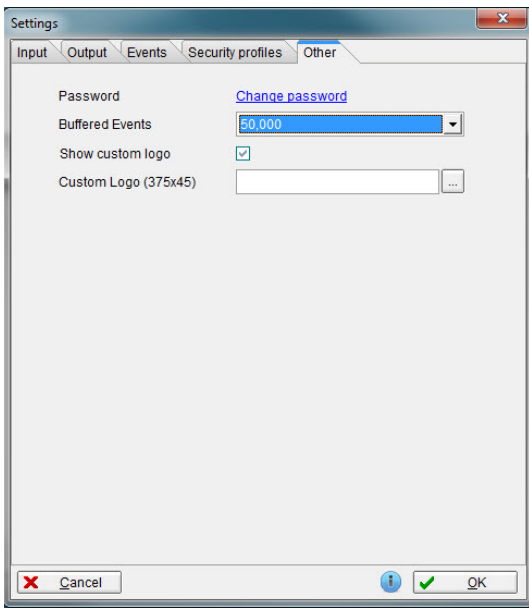 Settings
Input Output Events Security profiles Other
Password Change password
Buffered Events 50,000
Show custom logo
Custom Logo (375x45) ...
Cancel i OK